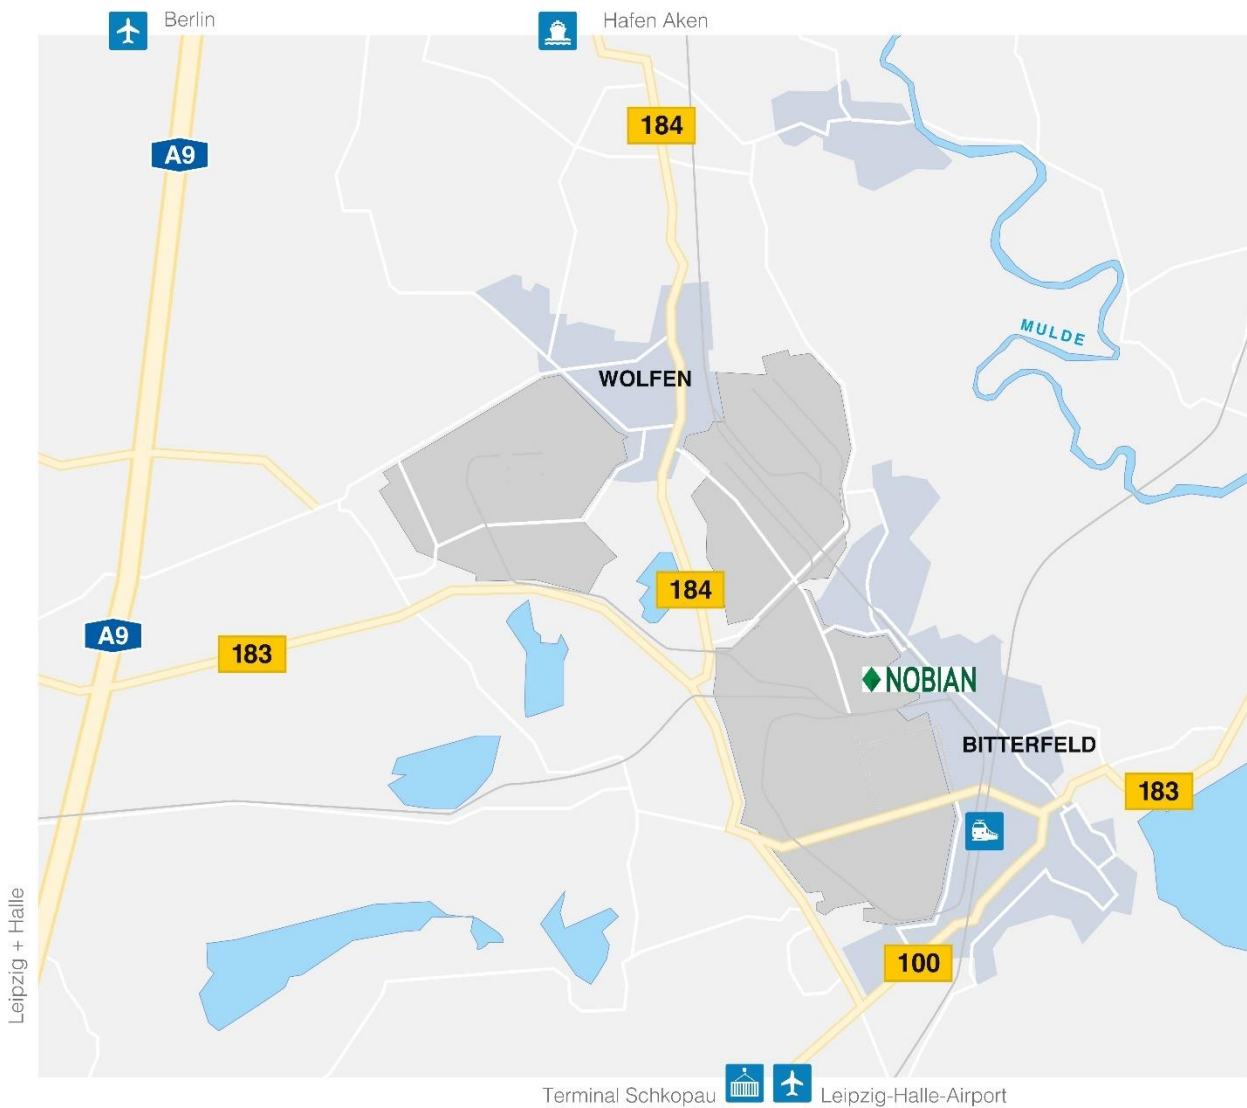 Berlin
Hafen Aken
184
A9
MULDE
WOLFEN
184
A9
183
NOBIAN
BITTERFELD
183
100
Leipzig + Halle
Terminal Schkopau
Leipzig-Halle-Airport